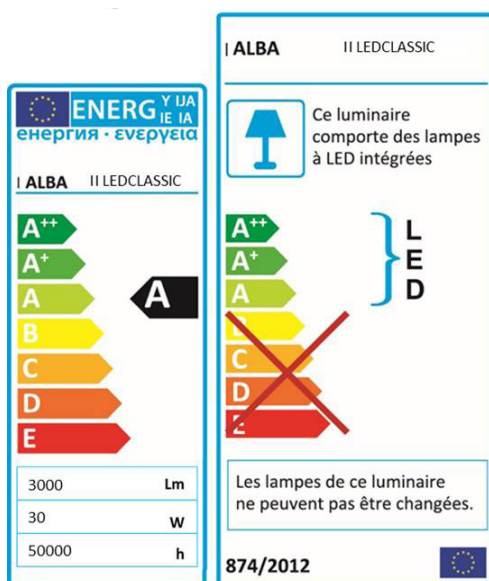 ENERG Y IJA
IE IA
енергия · ενεργεια
I ALBA II LEDCLASSIC
A++
A+
A
A
B
C
D
E
3000 Lm
30 W
50000 h
I ALBA II LEDCLASSIC
Ce luminaire
comporte des lampes
à LED intégrées
A++
A+
A
L
E
D
B
C
D
E
Les lampes de ce luminaire
ne peuvent pas être changées.
874/2012